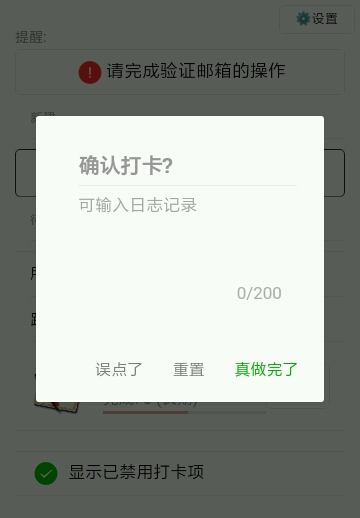 设置
提醒:
请完成验证邮箱的操作
确认打卡?
可输入日志记录
0/200
误点了
重置
真做完了
显示已禁用打卡项